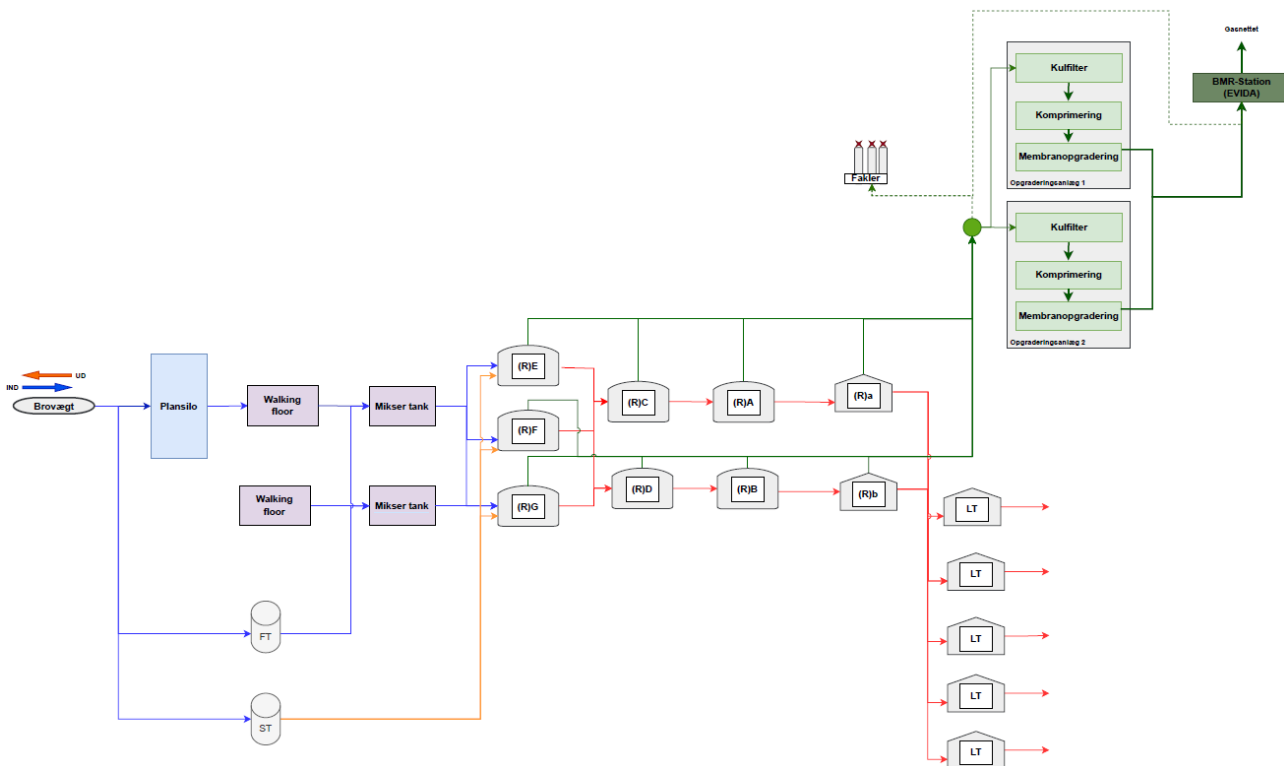 Gasnettet
Kulfilter
BMR-Station
(EVIDA)
Komprimering
Membranopgradering
Opgraderingsanlæg 1
Fakler
Kulfilter
Komprimering
Membranopgradering
Opgraderingsanlæg 2
UD
IND
Brovægt
Plansilo
Walking
floor
Mikser tank
(R)E
(R)C
(R)A
(R)a
(R)F
Walking
floor
Mikser tank
(R)G
(R)D
(R)B
(R)b
LT
LT
FT
LT
LT
ST
LT